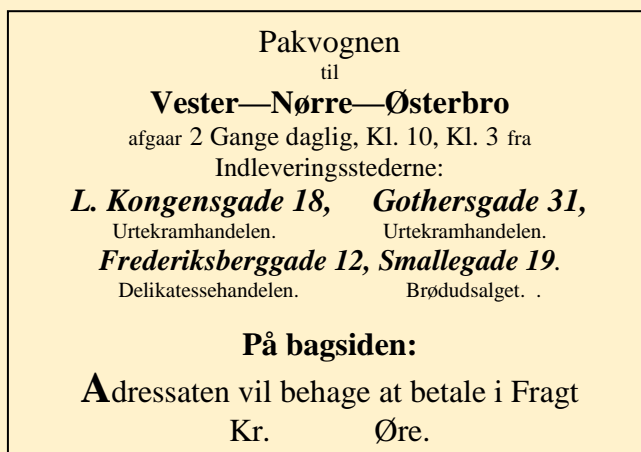 Pakvognen
til
Vester—Nørre—Østerbro
afgaar 2 Gange daglig, Kl. 10, Kl. 3 fra
Indleveringsstederne:
L. Kongensgade 18, Gothersgade 31,
Urtekramhandelen. Urtekramhandelen.
Frederiksberggade 12, Smallegade 19.
Delikatessehandelen. Brødudsalget. .
På bagsiden:
Adressaten vil behage at betale i Fragt
Kr. Øre.